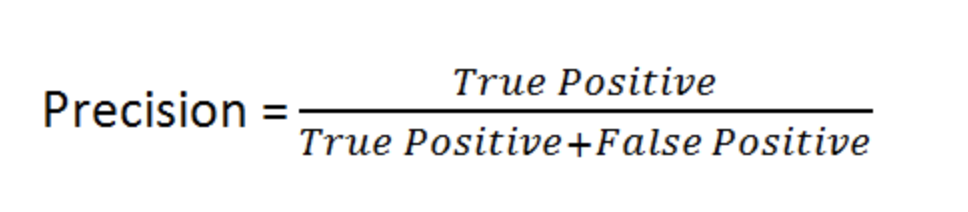 True Positive
Precision =
True Positive+False Positive